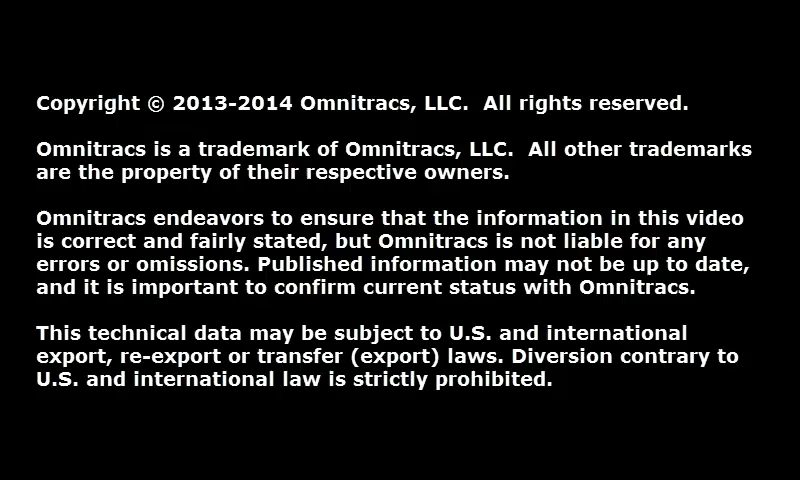 Copyright © 2013-2014 Omnitracs, LLC.  All rights reserved.
Omnitracs is a trademark of Omnitracs, LLC.  All other trademarks
are the property of their respective owners.
Omnitracs endeavors to ensure that the information in this video
is correct and fairly stated, but Omnitracs is not liable for any
errors or omissions. Published information may not be up to date,
and it is important to confirm current status with Omnitracs.
This technical data may be subject to U.S. and international
export, re-export or transfer (export) laws. Diversion contrary to
U.S. and international law is strictly prohibited.